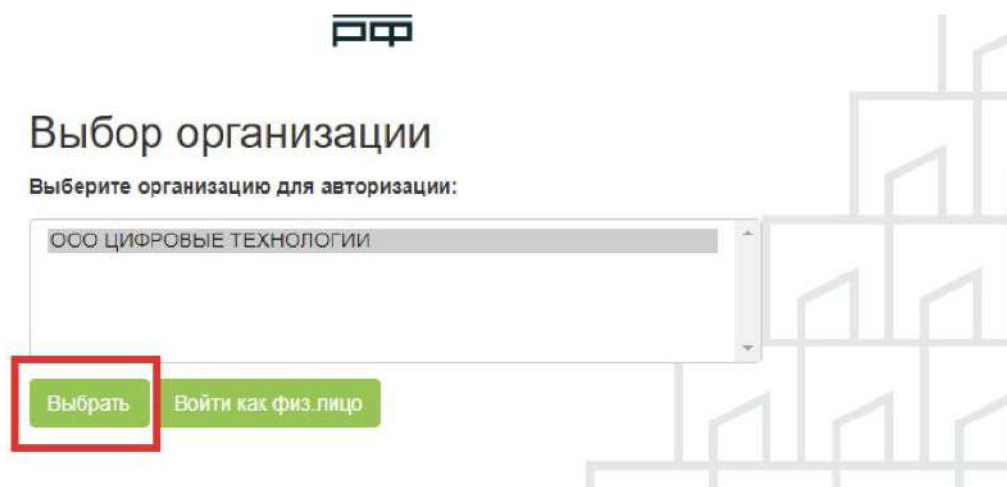 рф
Выбор организации
Выберите организацию для авторизации:
ООО ЦИФРОВЫЕ ТЕХНОЛОГИИ
Выбрать Войти как физ.лицо